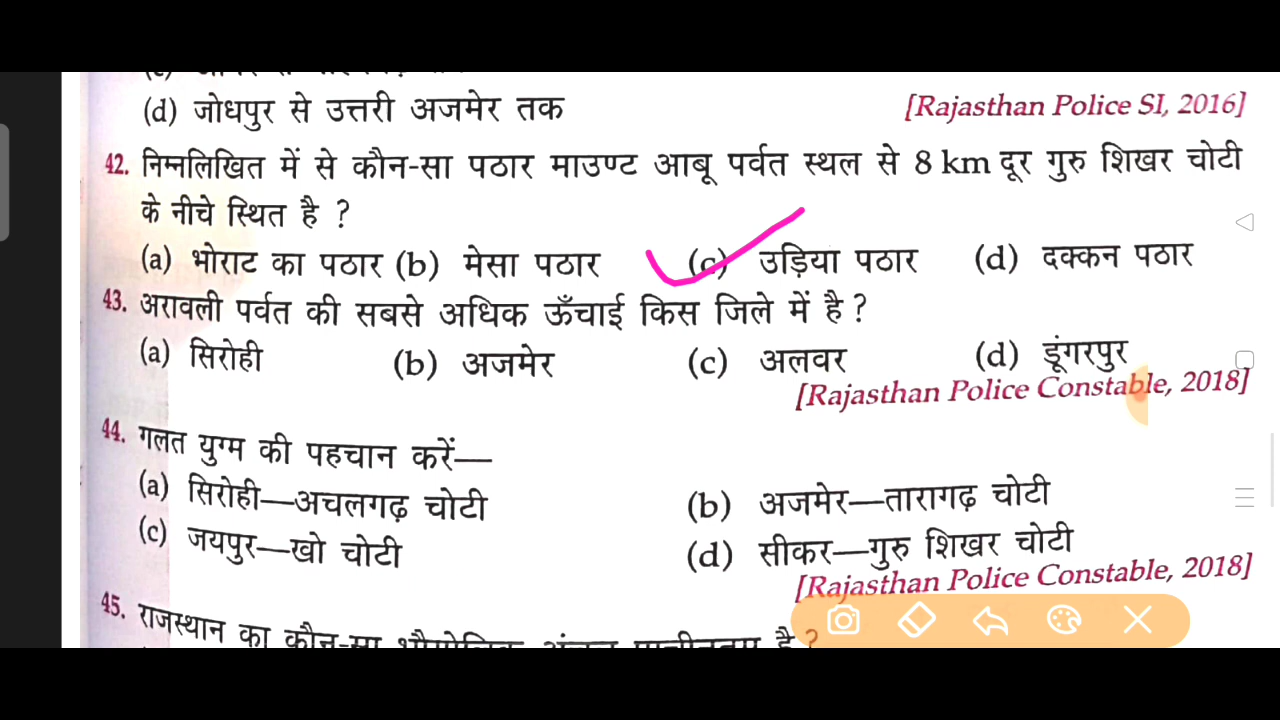 (d) जोधपुर से उत्तरी अजमेर तक
[Rajasthan Police SI, 2016]
42. निम्नलिखित में से कौन-सा पठार माउण्ट आबू पर्वत स्थल से 8 km दूर गुरु शिखर चोटी
के नीचे स्थित है ?
(a) भोराट का पठार (b) मेसा पठार (c) उड़िया पठार (d) दक्कन पठार
43. अरावली पर्वत की सबसे अधिक ऊँचाई किस जिले में है ?
(a) सिरोही (b) अजमेर (c) अलवर (d) डूंगरपुर
[Rajasthan Police Constable, 2018]
44. गलत युग्म की पहचान करें—
(a) सिरोही—अचलगढ़ चोटी (b) अजमेर—तारागढ़ चोटी
(c) जयपुर—खो चोटी (d) सीकर—गुरु शिखर चोटी
[Rajasthan Police Constable, 2018]
45. राजस्थान का कौन-सा है ?